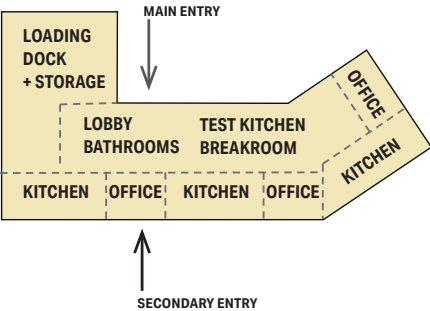 MAIN ENTRY
LOADING
DOCK
+ STORAGE
OFFICE
LOBBY
BATHROOMS
TEST KITCHEN
BREAKROOM
KITCHEN
KITCHEN
OFFICE
KITCHEN
OFFICE
SECONDARY ENTRY